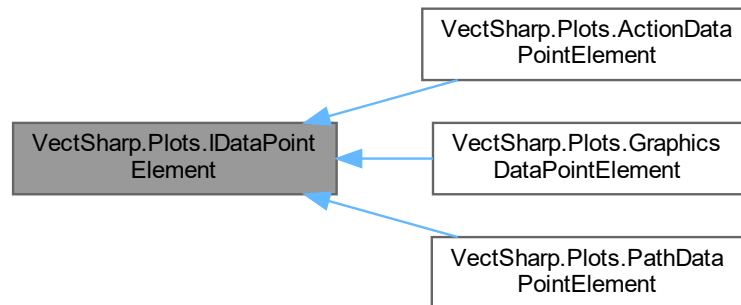 VectSharp.Plots.ActionData
PointElement
VectSharp.Plots.IDataPoint
Element
VectSharp.Plots.Graphics
DataPointElement
VectSharp.Plots.PathData
PointElement